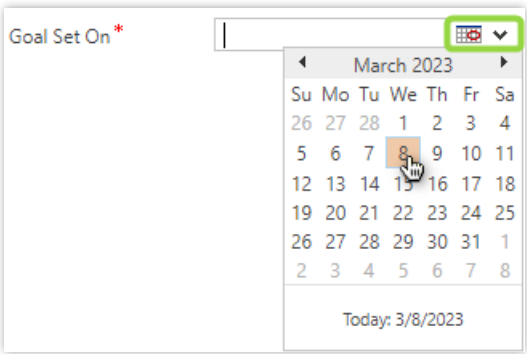 Goal Set On *
March 2023
Su Mo Tu We Th Fr Sa
26 27 28 1 2 3 4
5 6 7 8 9 10 11
12 13 14 15 16 17 18
19 20 21 22 23 24 25
26 27 28 29 30 31 1
2 3 4 5 6 7 8
Today: 3/8/2023